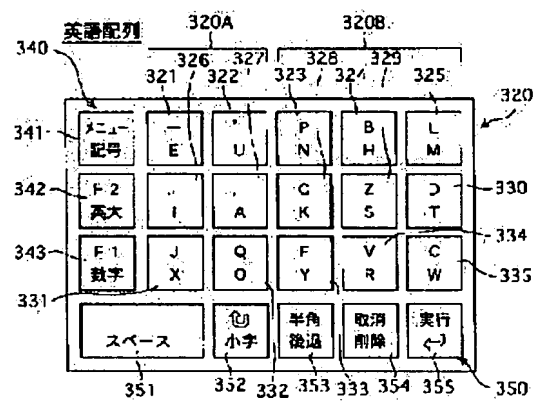 英語配列
320A
320B
340
321
326
322
327
323
328
324
329
325
320
341
メニュー
記号
E
U
P
N
B
H
L
M
342
F2
英大
I
A
G
K
Z
S
D
T
330
343
F1
数字
J
X
Q
O
F
Y
V
R
C
W
334
335
331
スペース
小字
半角
後退
取消
削除
実行
351
352
332
353
333
354
355
350